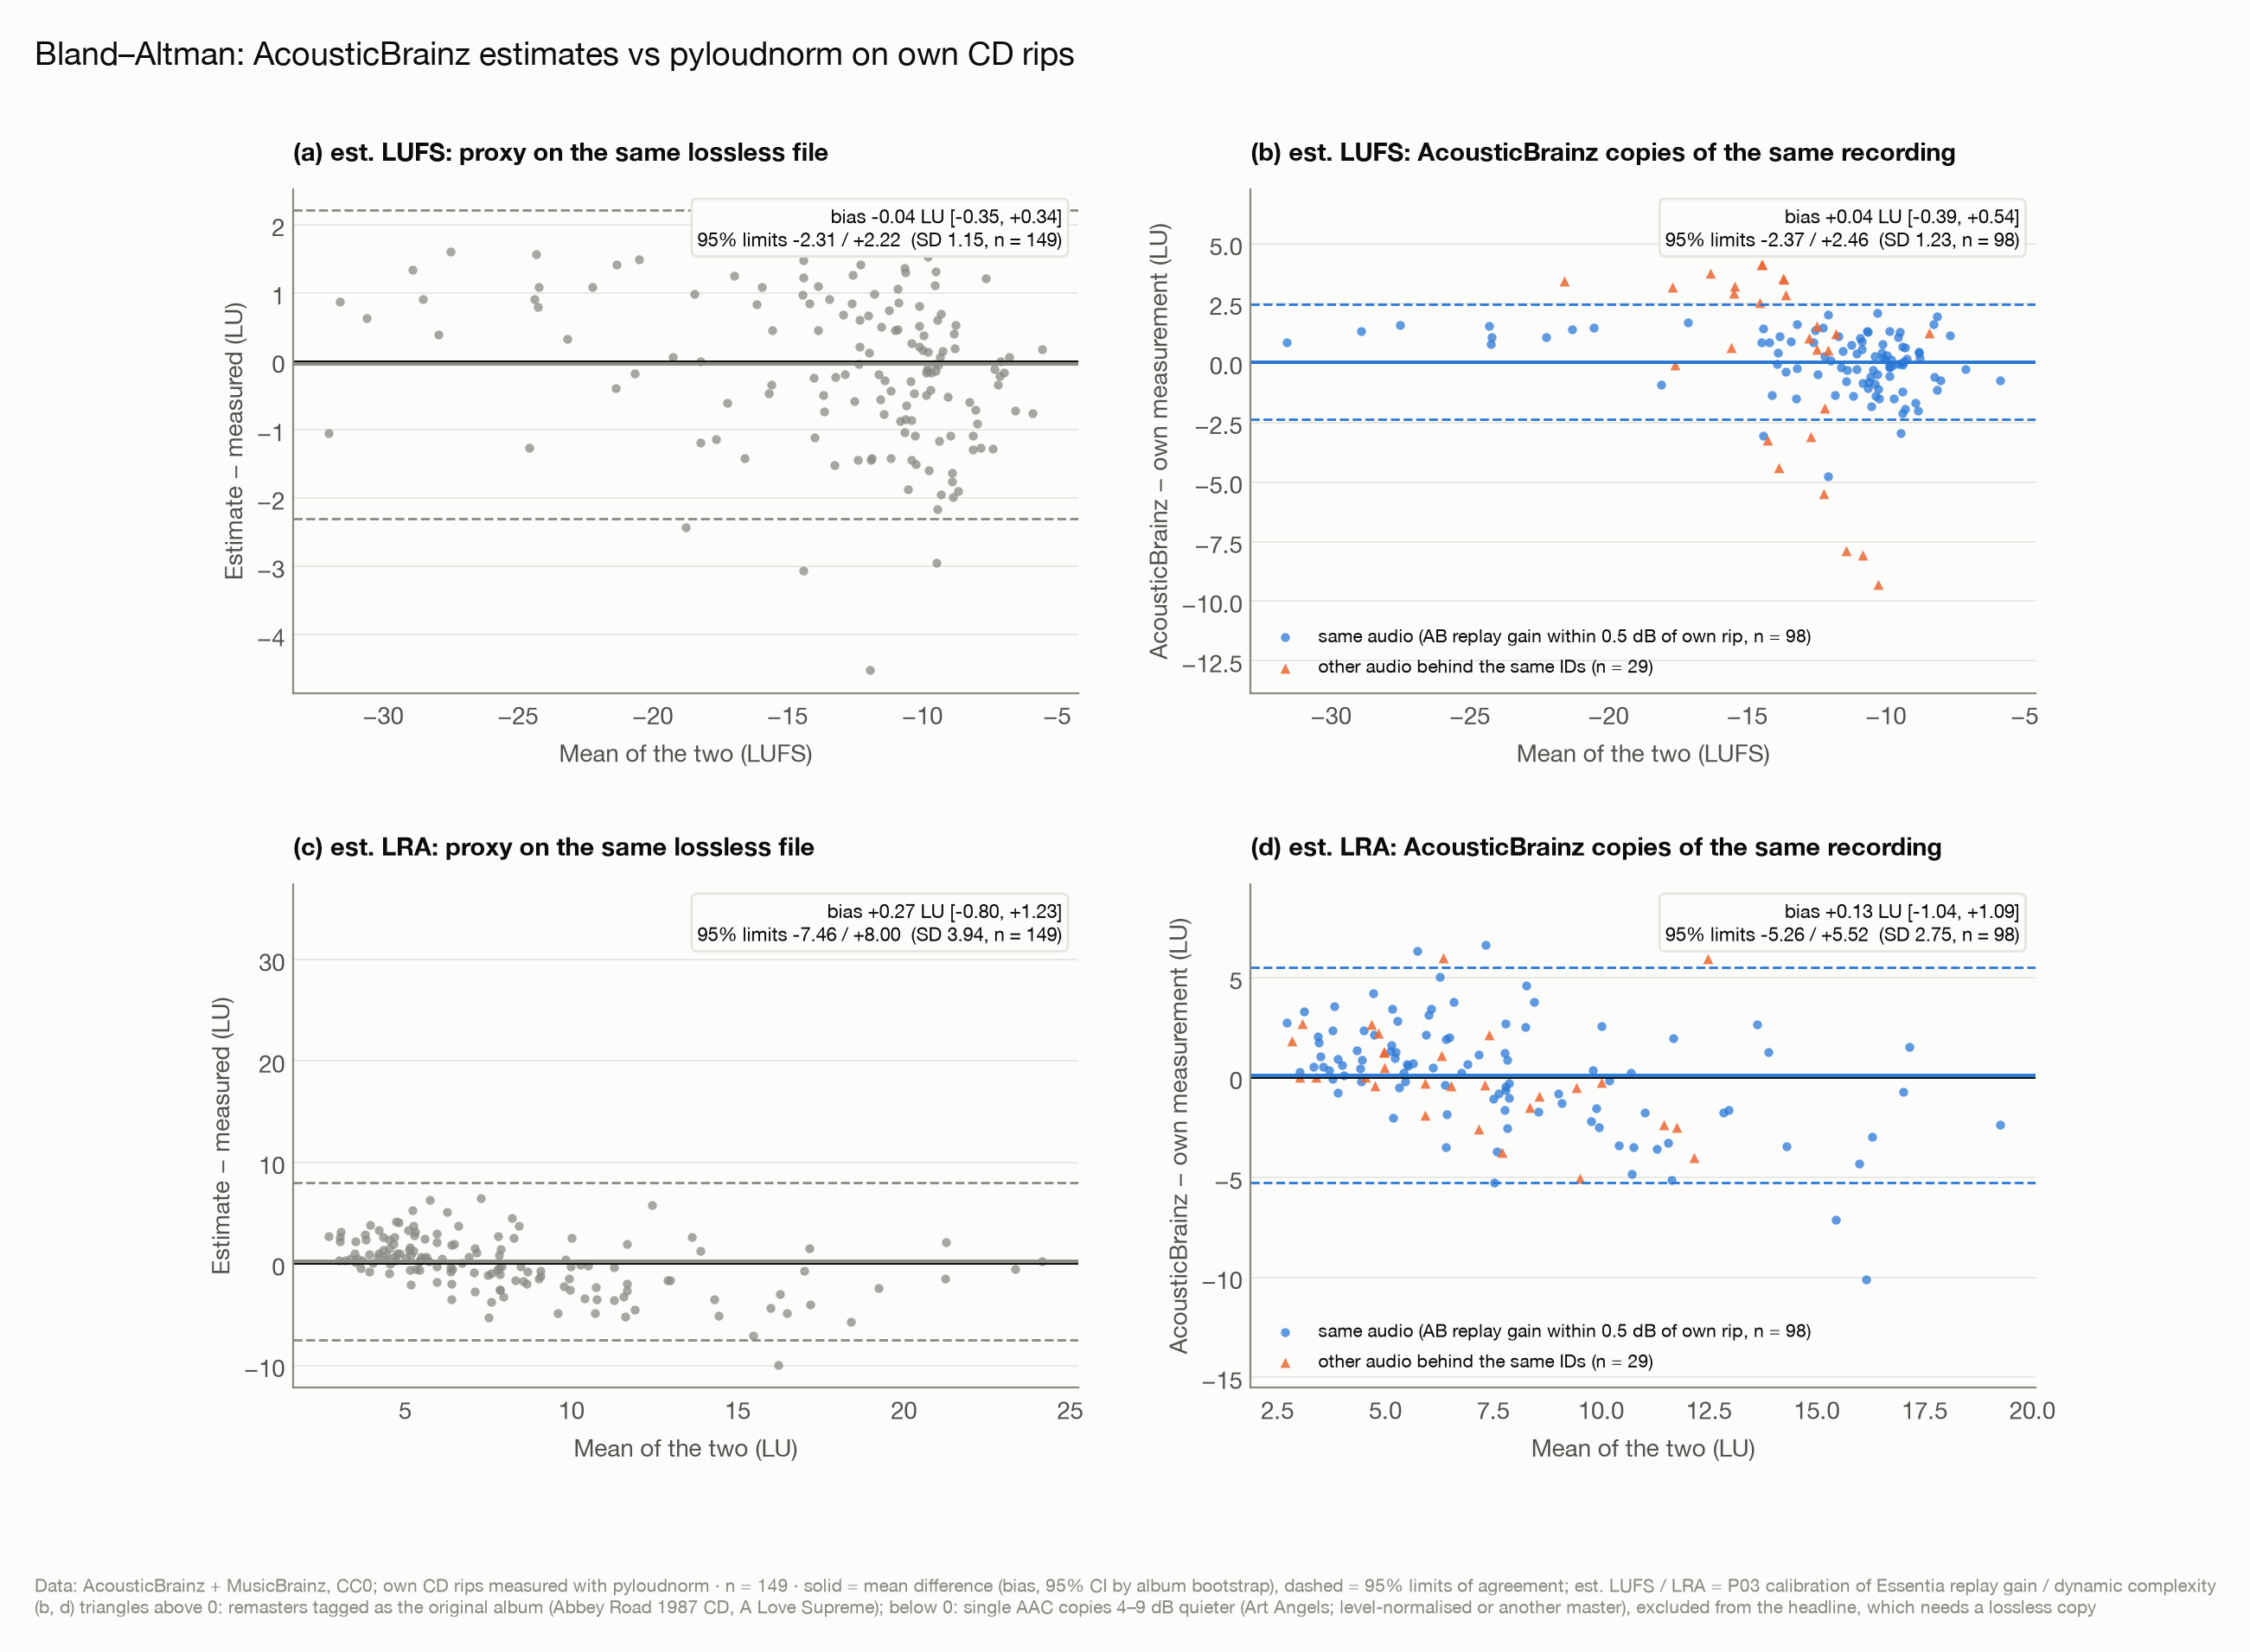 Bland–Altman: AcousticBrainz estimates vs pyloudnorm on own CD rips
(a) est. LUFS: proxy on the same lossless file
bias -0.04 LU [-0.35, +0.34]
95% limits -2.31 / +2.22 (SD 1.15, n = 149)
Estimate − measured (LU)
2
1
0
−1
−2
−3
−4
−30
−25
−20
−15
−10
−5
Mean of the two (LUFS)
(b) est. LUFS: AcousticBrainz copies of the same recording
bias +0.04 LU [-0.39, +0.54]
95% limits -2.37 / +2.46 (SD 1.23, n = 98)
AcousticBrainz − own measurement (LU)
5.0
2.5
0.0
−2.5
−5.0
−7.5
−10.0
−12.5
same audio (AB replay gain within 0.5 dB of own rip, n = 98)
other audio behind the same IDs (n = 29)
−30
−25
−20
−15
−10
−5
Mean of the two (LUFS)
(c) est. LRA: proxy on the same lossless file
bias +0.27 LU [-0.80, +1.23]
95% limits -7.46 / +8.00 (SD 3.94, n = 149)
Estimate − measured (LU)
30
20
10
0
−10
5
10
15
20
25
Mean of the two (LU)
(d) est. LRA: AcousticBrainz copies of the same recording
bias +0.13 LU [-1.04, +1.09]
95% limits -5.26 / +5.52 (SD 2.75, n = 98)
AcousticBrainz − own measurement (LU)
5
0
−5
−10
−15
same audio (AB replay gain within 0.5 dB of own rip, n = 98)
other audio behind the same IDs (n = 29)
2.5
5.0
7.5
10.0
12.5
15.0
17.5
20.0
Mean of the two (LU)
Data: AcousticBrainz + MusicBrainz, CC0; own CD rips measured with pyloudnorm · n = 149 · solid = mean difference (bias, 95% CI by album bootstrap), dashed = 95% limits of agreement; est. LUFS / LRA = P03 calibration of Essentia replay gain / dynamic complexity
(b, d) triangles above 0: remasters tagged as the original album (Abbey Road 1987 CD, A Love Supreme); below 0: single AAC copies 4–9 dB quieter (Art Angels; level-normalised or another master), excluded from the headline, which needs a lossless copy